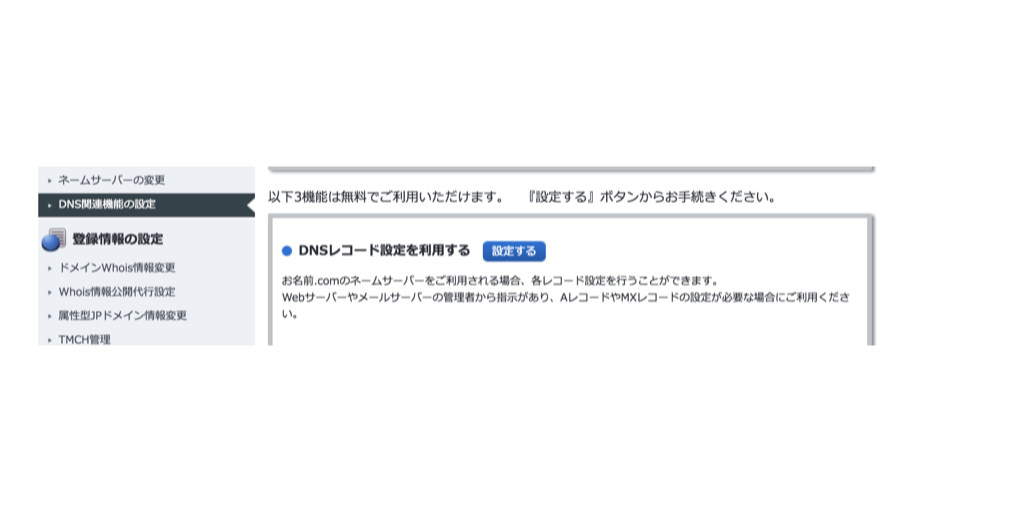 ネームサーバーの変更
DNS関連機能の設定
登録情報の設定
ドメインWhois情報変更
Whois情報公開代行設定
属性型JPドメイン情報変更
TMCH管理
以下3機能は無料でご利用いただけます。 『設定する』ボタンからお手続きください。
DNSレコード設定を利用する 設定する
お名前.comのネームサーバーをご利用される場合、各レコード設定を行うことができます。
Webサーバーやメールサーバーの管理者から指示があり、AレコードやMXレコードの設定が必要な場合にご利用くださ
い。